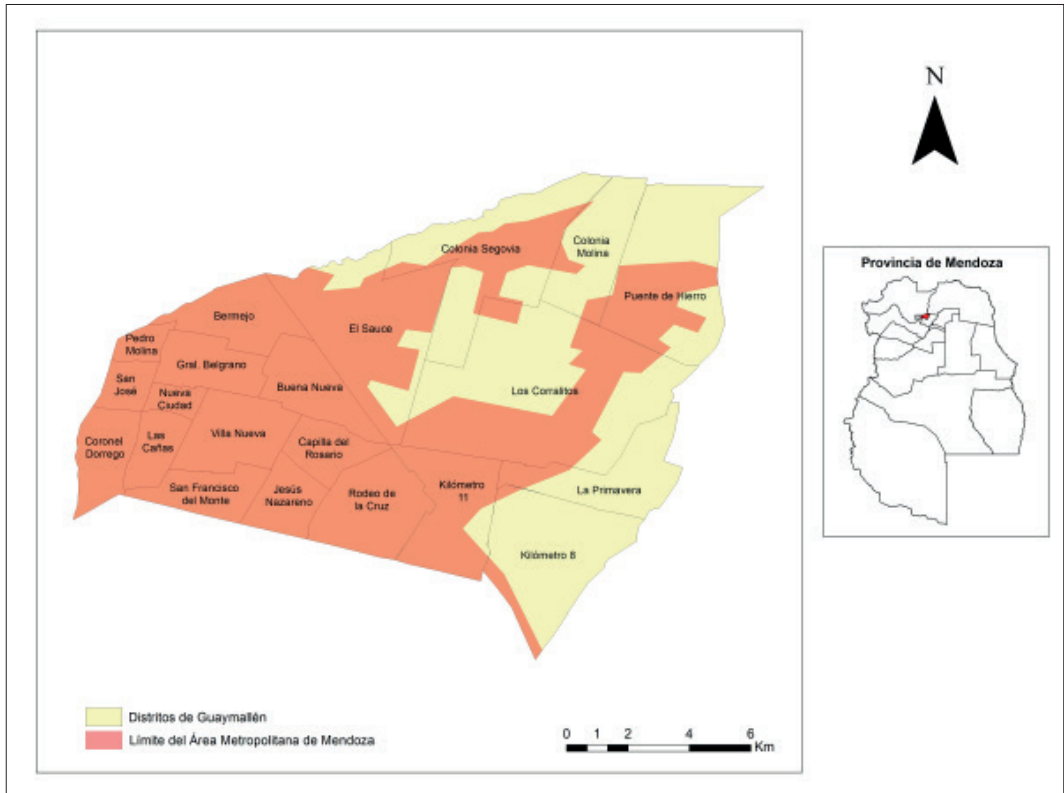 N
Provincia de Mendoza
Colonia Segovia
Colonia
Molina
Puente de Hierro
Bermejo
El Sauce
Pedro
Molina
Gral. Belgrano
San
José
Nueva
Ciudad
Buena Nueva
Los Corralitos
Coronel
Dorrego
Las
Cañas
Villa Nueva
Capilla del
Rosario
San Francisco
del Monte
Jesús
Nazareno
Rodeo de
la Cruz
Kilómetro
11
La Primavera
Kilómetro 8
Distritos de Guaymallén
Límite del Área Metropolitana de Mendoza
0 1 2 4 6
Km